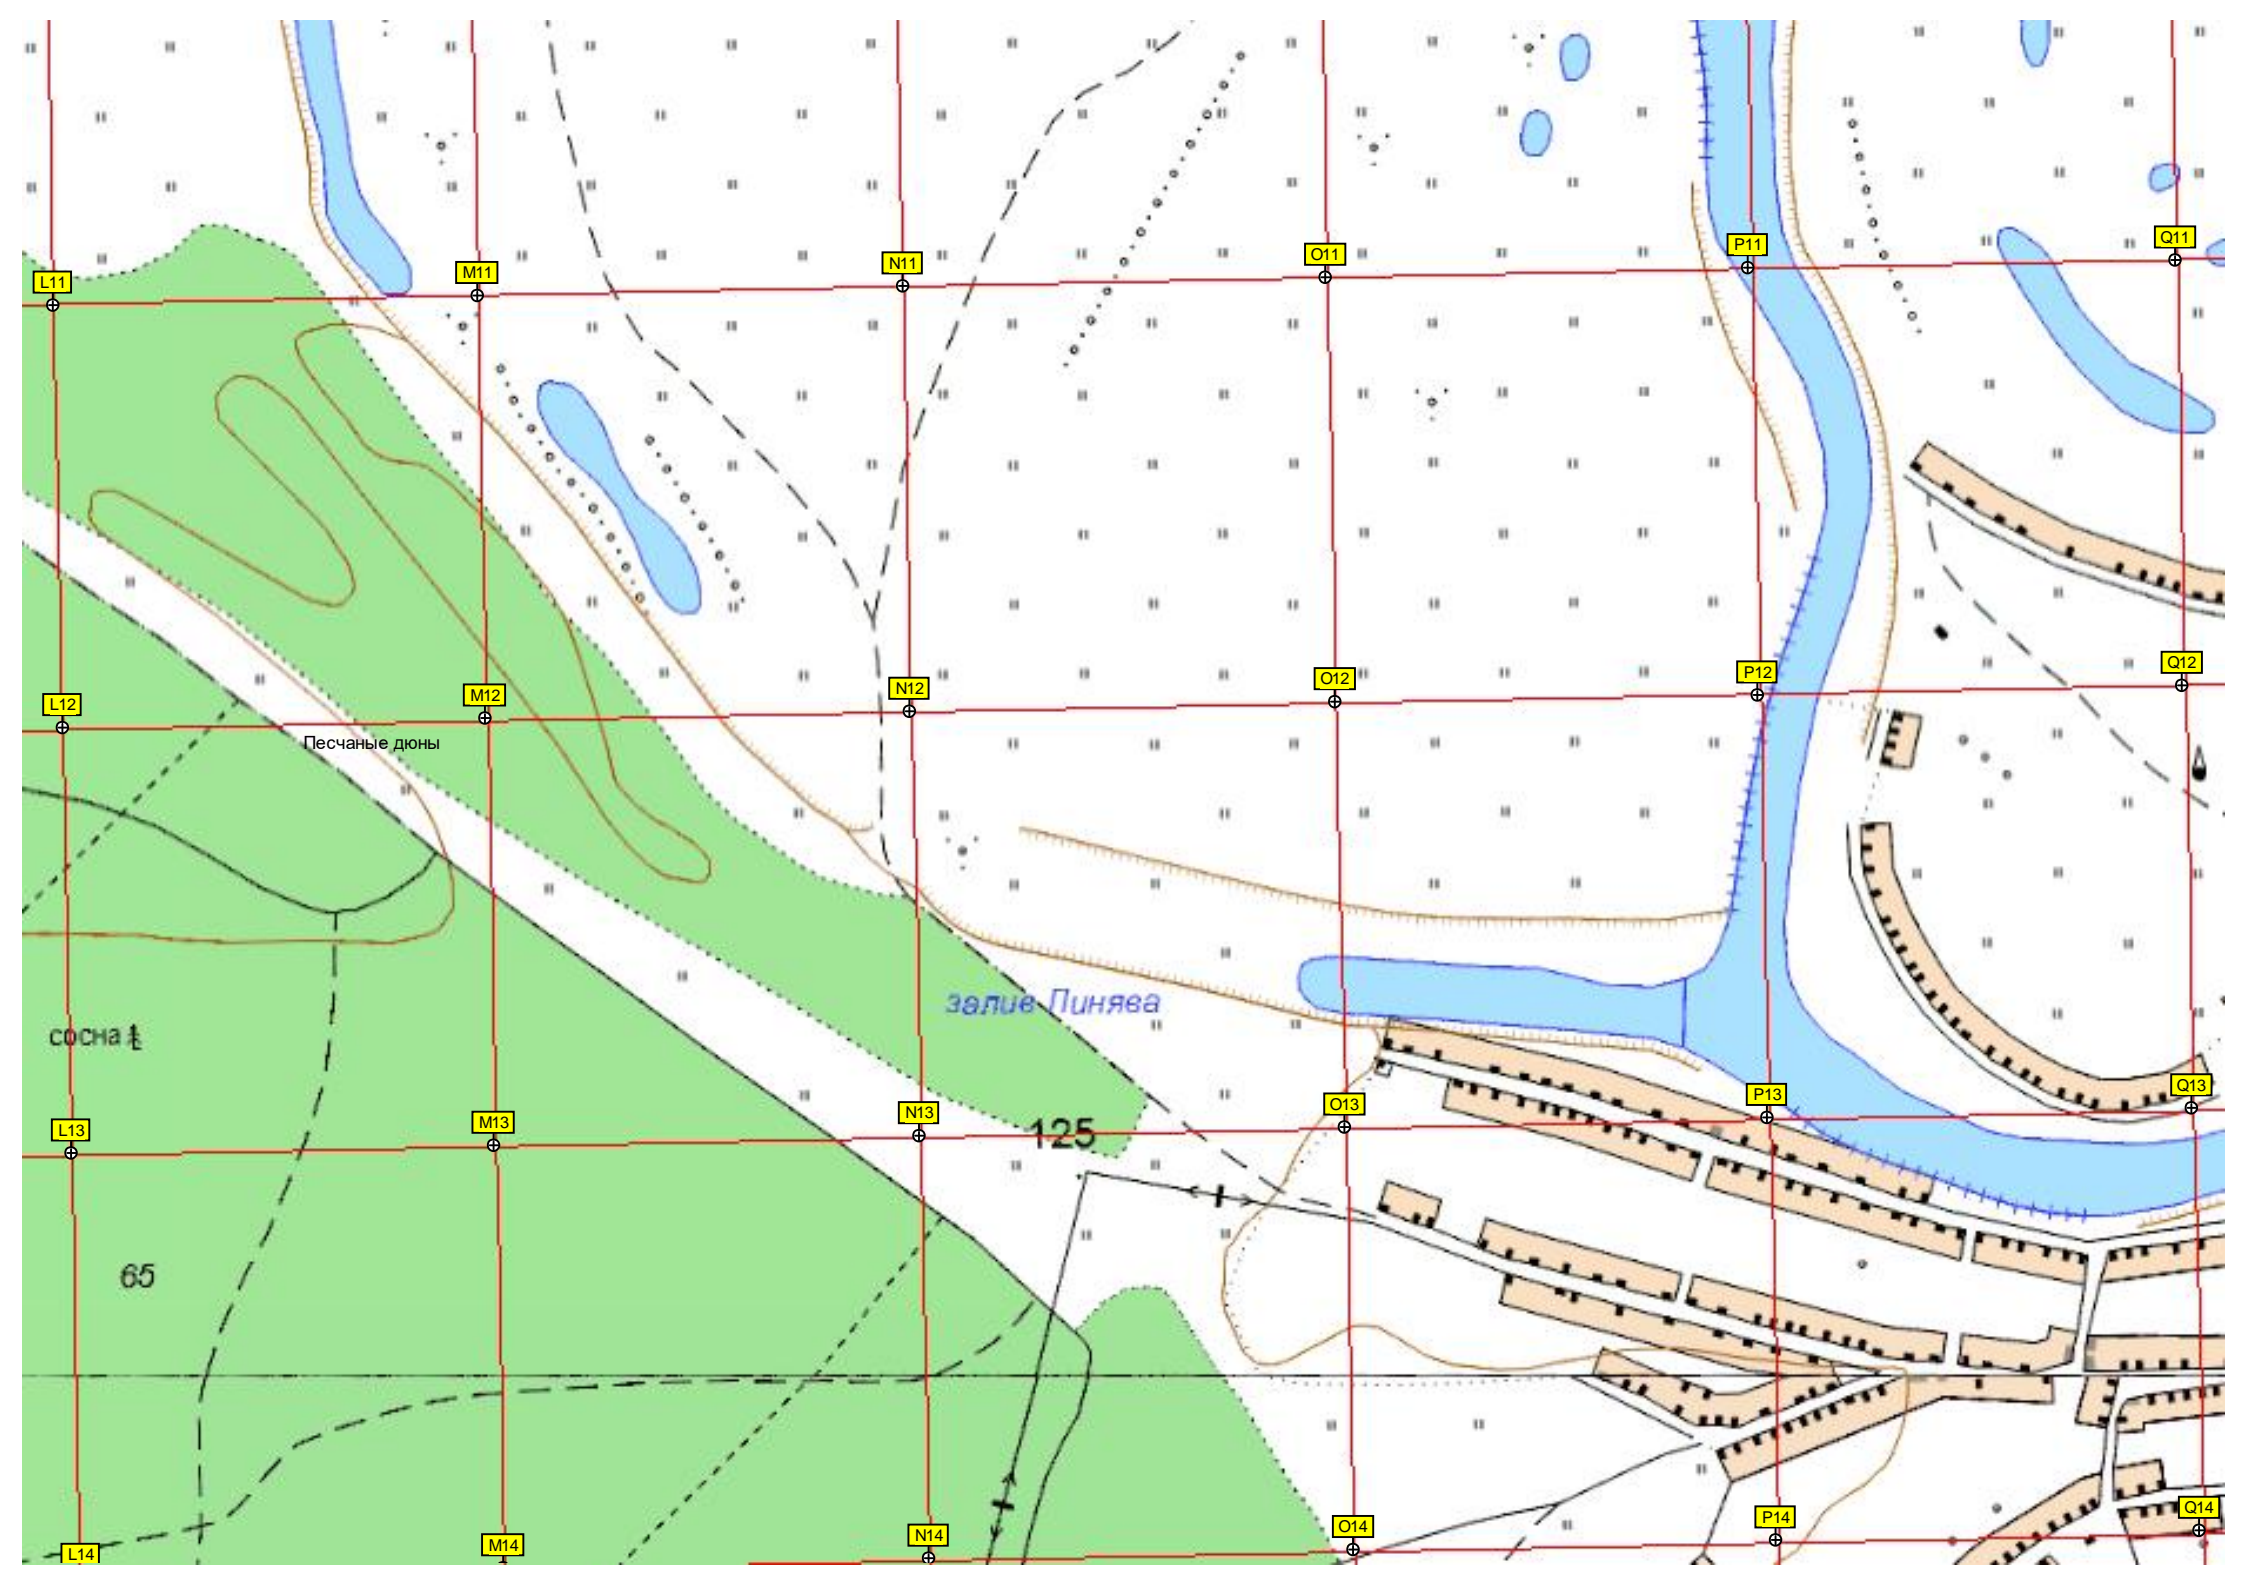 L11
M11
N11
O11
P11
Q11
L12
M12
N12
O12
P12
Q12
Песчаные дюны
залив Пинява
сосна
L13
M13
N13
125
O13
P13
Q13
65
L14
M14
N14
O14
P14
Q14